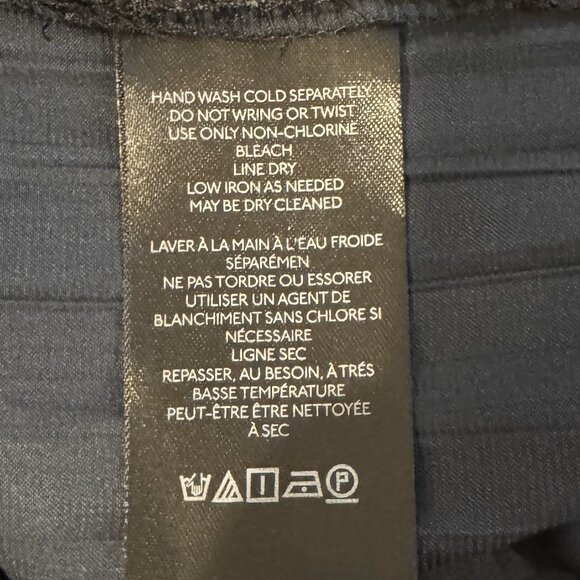 HAND WASH COLD SEPARATELY
DO NOT WRING OR TWIST
USE ONLY NON-CHLORINE
BLEACH
LINE DRY
LOW IRON AS NEEDED
MAY BE DRY CLEANED
LAVER À LA MAIN À L'EAU FROIDE
SÉPARÉMEN
NE PAS TORDRE OU ESSORER
UTILISER UN AGENT DE
BLANCHIMENT SANS CHLORE SI
NÉCESSAIRE
LIGNE SEC
REPASSER, AU BESOIN, À TRÉS
BASSE TEMPÉRATURE
PEUT-ÊTRE ÊTRE NETTOYÉE
À SEC
P